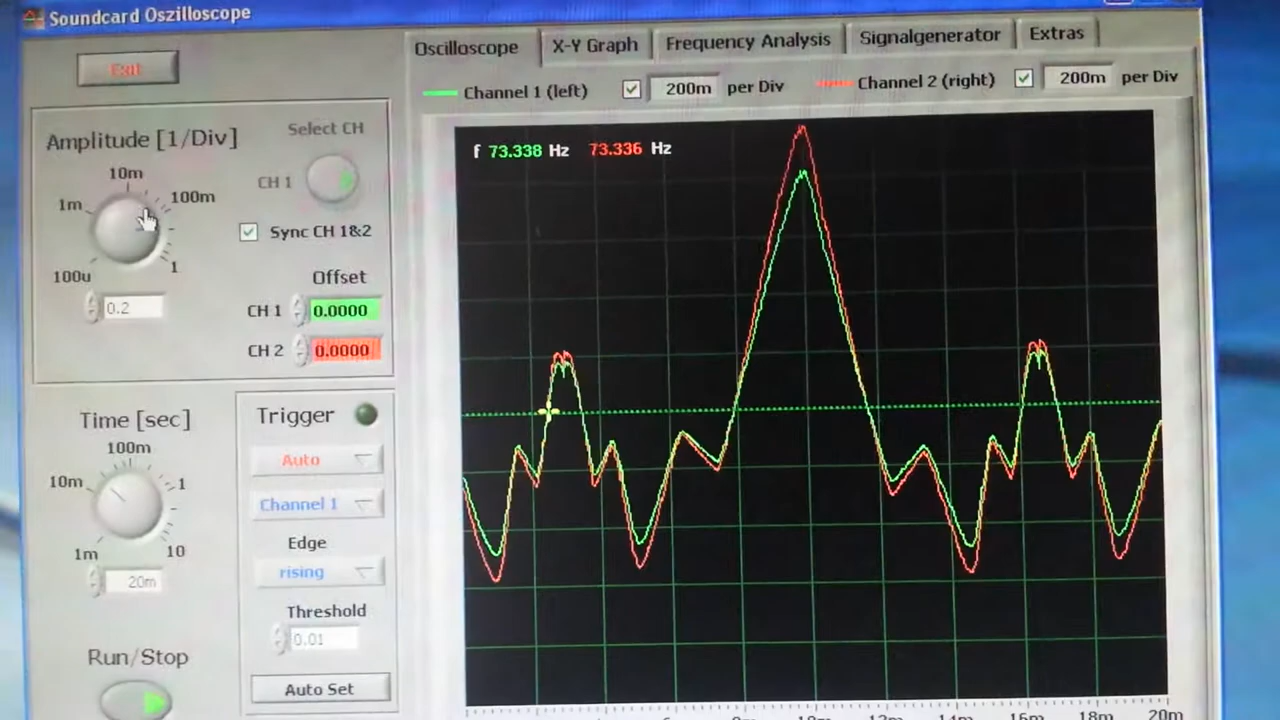 Soundcard Oszilloscope
Exit
Oscilloscope
X-Y Graph
Frequency Analysis
Signalgenerator
Extras
Channel 1 (left)
200m per Div
Channel 2 (right)
200m per Div
Amplitude [1/Div]
Select CH
10m
100m
1m
CH 1
Sync CH 1&2
1
100u
0.2
Offset
CH 1 0.0000
CH 2 0.0000
f 73.338 Hz 73.336 Hz
Time [sec]
100m
10m
1
1m
10
20m
Trigger
Auto
Channel 1
Edge
rising
Threshold
0.01
Run/Stop
Auto Set
12m 14m 16m 18m 20m